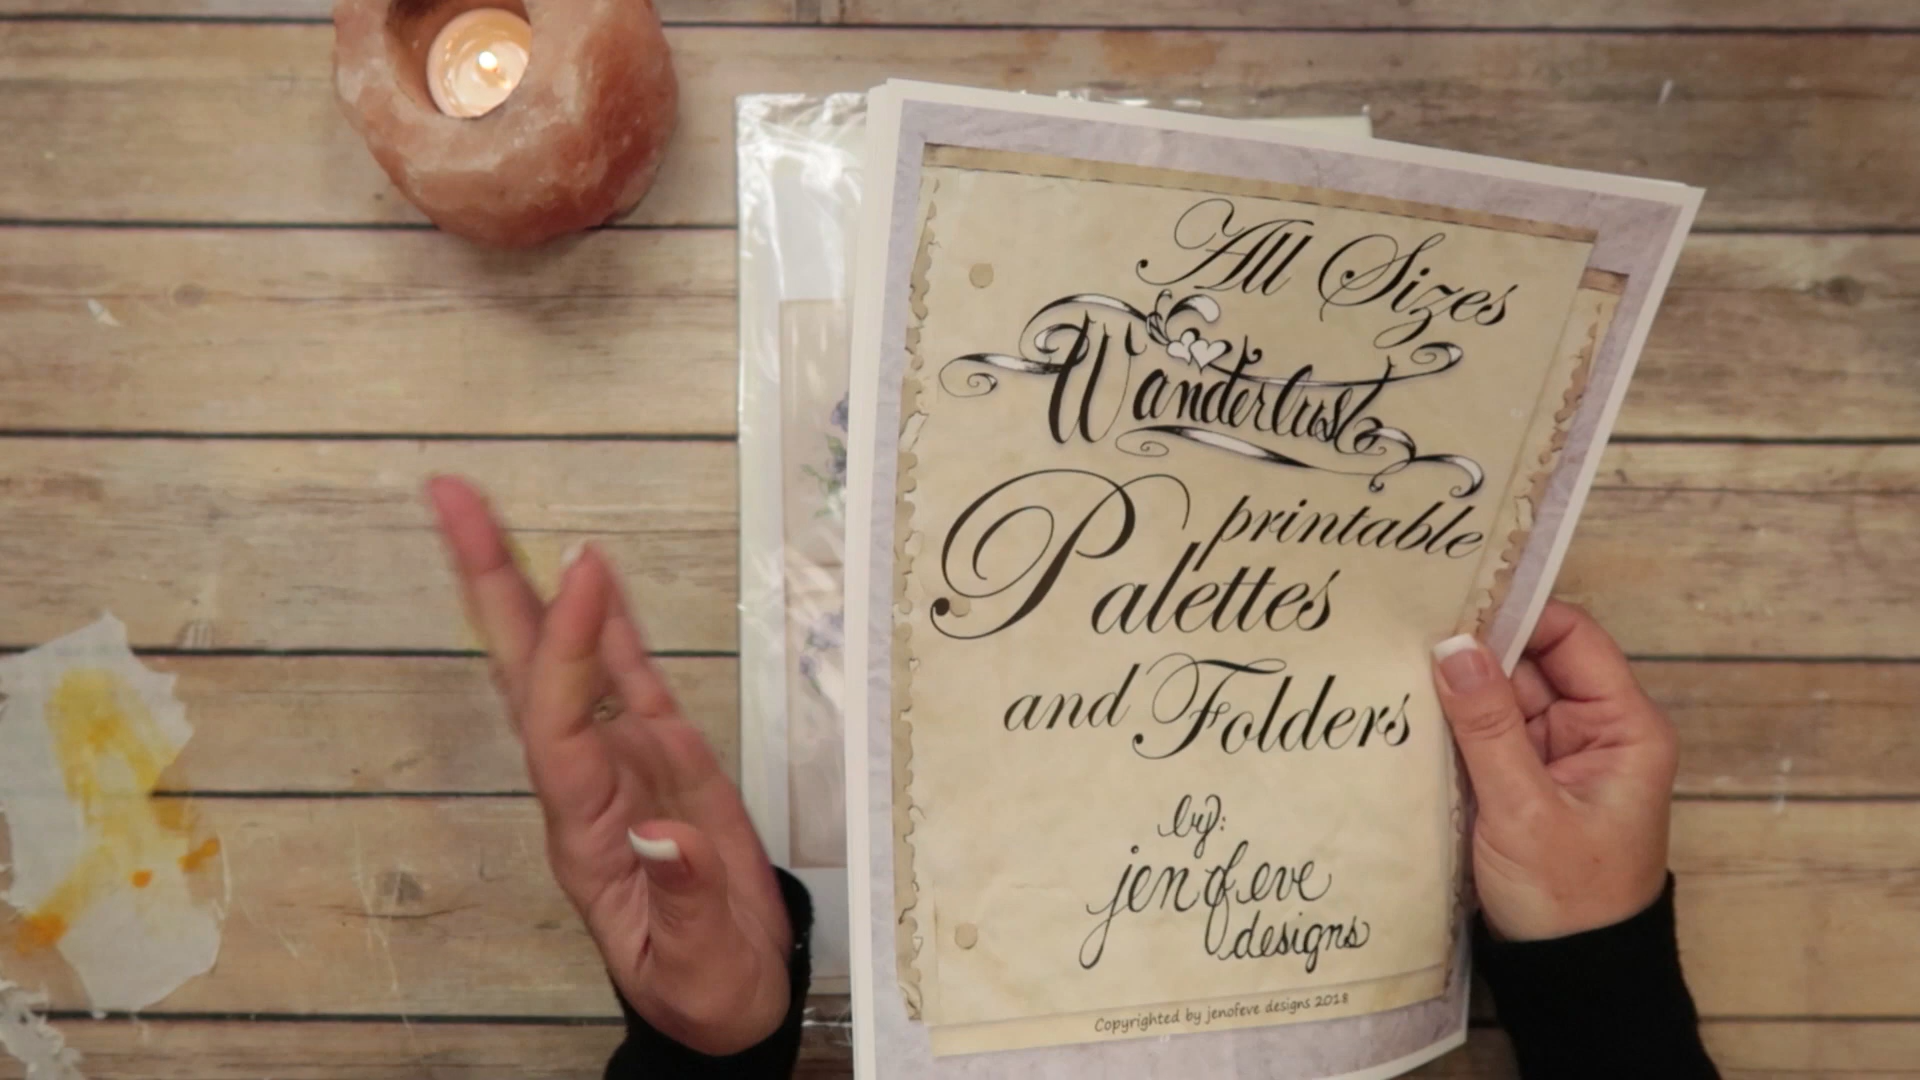 All Sizes
Wanderlust
printable
Palettes
and Folders
by:
jenofeve
designs
Copyrighted by jenofeve designs 2018